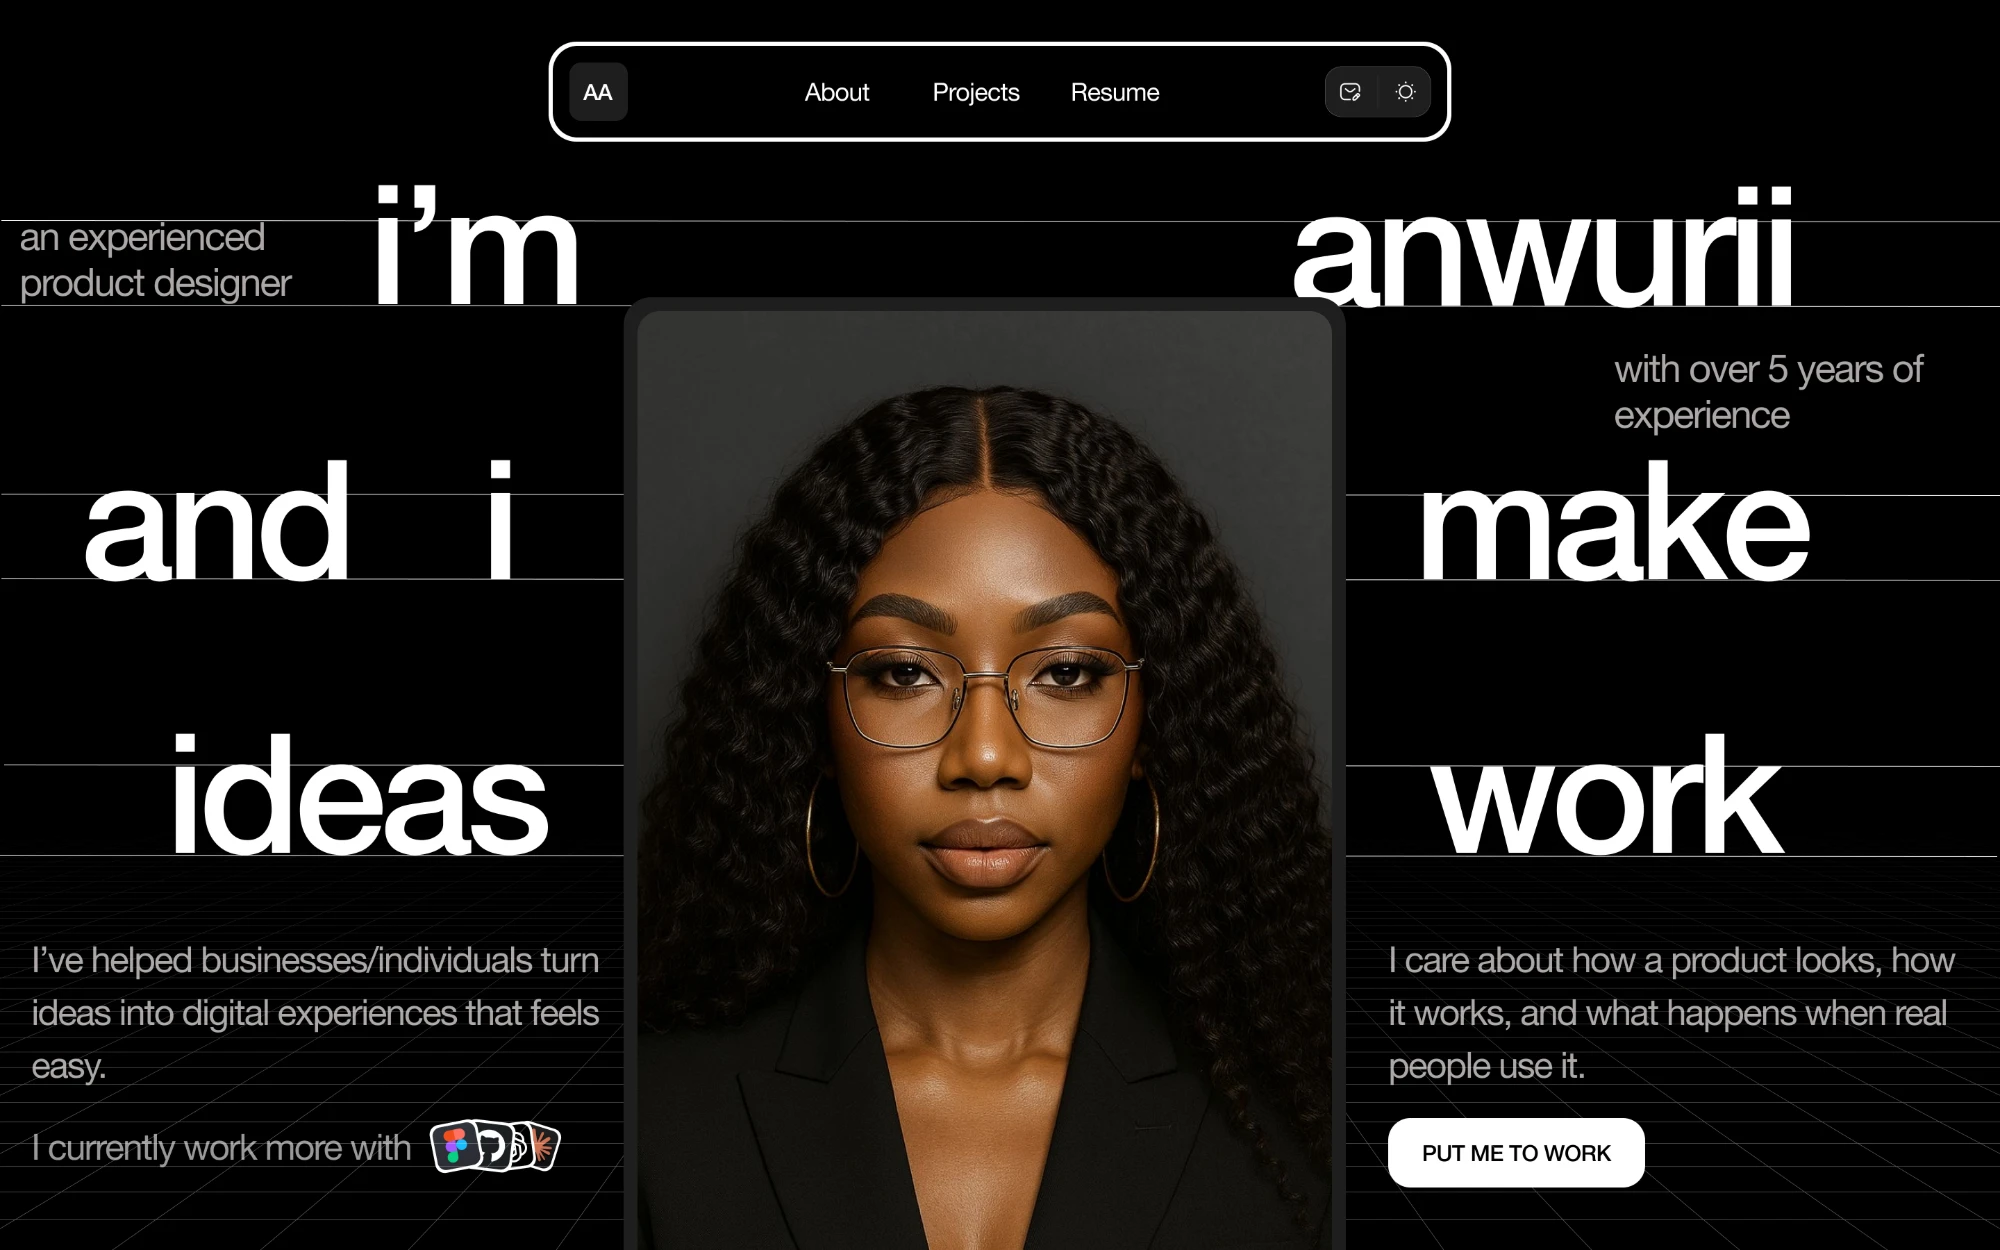 AA
About
Projects
Resume
i’m
anwurii
an experienced
product designer
with over 5 years of
experience
and i
make
ideas
work
I’ve helped businesses/individuals turn
ideas into digital experiences that feels
easy.
I currently work more with
I care about how a product looks, how
it works, and what happens when real
people use it.
PUT ME TO WORK